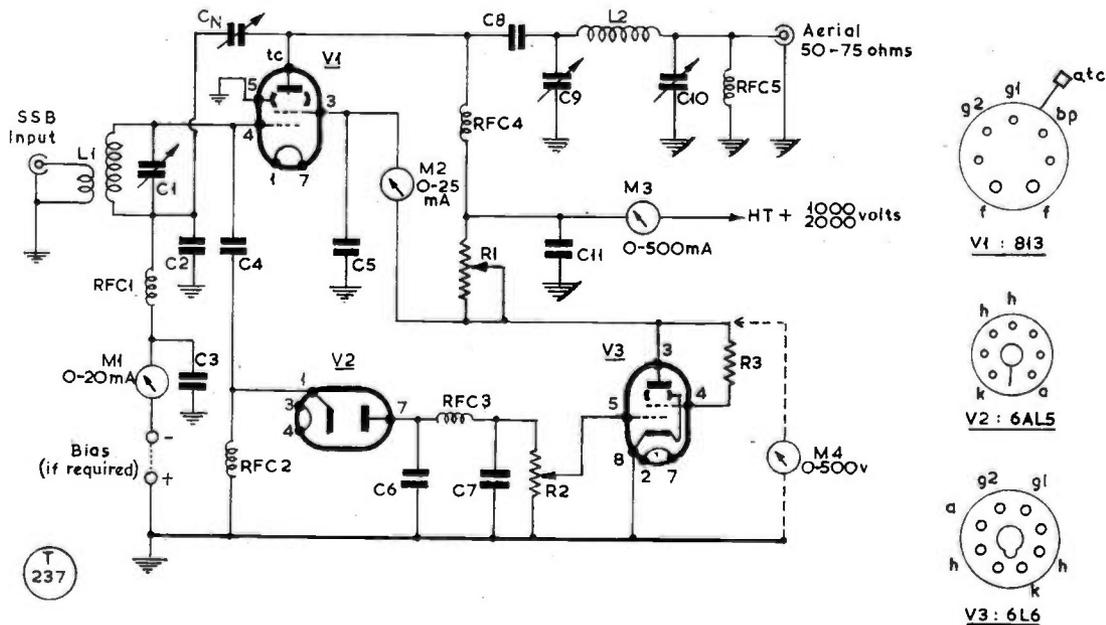 SSB
Input
L1
C1
RFC1
M1
0-20mA
Bias
(if required)
-
+
C2
C3
C4
RFC2
CN
tc
V1
5
4
3
1
7
C5
M2
0-25
mA
C8
L2
Aerial
50-75 ohms
C9
C10
RFC5
RFC4
M3
0-500mA
HT+ 1000
2000 volts
R1
C11
V2
1
3
4
7
RFC3
C6
C7
R2
V3
3
5
4
8
2
7
R3
M4
0-500v
T
237
g1
g2
atc
bp
f
f
V1 : 813
h
h
k
a
V2 : 6AL5
g2
g1
a
h
h
k
V3 : 6L6